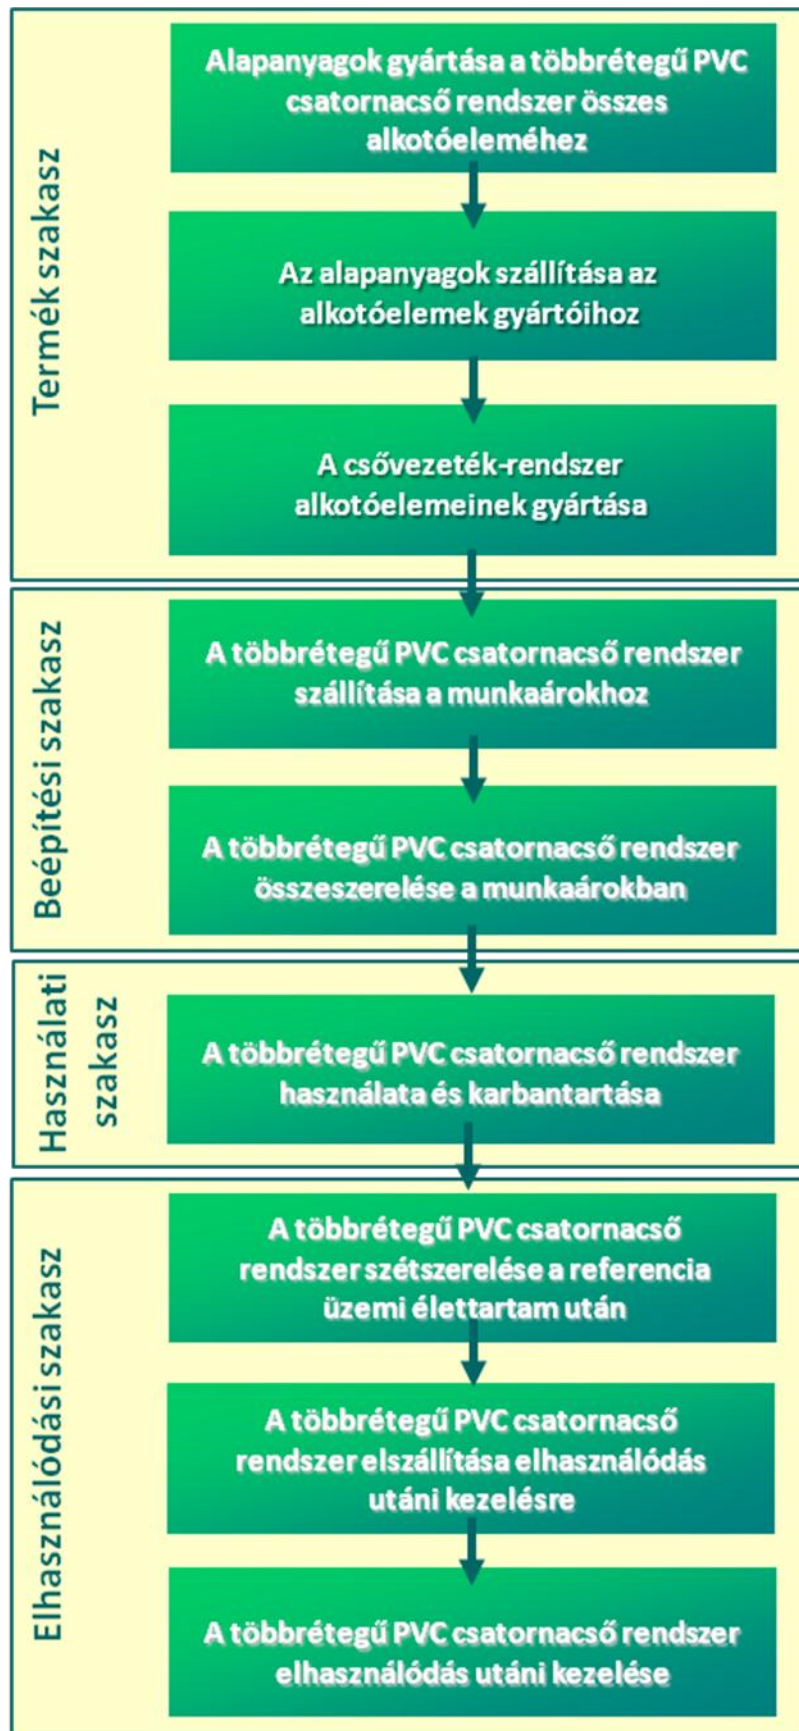 Termék szakasz
Alapanyagok gyártása a többrétegű PVC
csatornacső rendszer összes
alkotóeleméhez
Az alapanyagok szállítása az
alkotóelemek gyártóihoz
A csővezeték-rendszer
alkotóelemeinek gyártása
Beépítési szakasz
A többrétegű PVC csatornacső rendszer
szállítása a munkaárokhoz
A többrétegű PVC csatornacső rendszer
összeszerelése a munkaárokban
Használati
szakasz
A többrétegű PVC csatornacső rendszer
használata és karbantartása
Elhasználódási szakasz
A többrétegű PVC csatornacső
rendszer szétszerelése a referencia
üzemi élettartam után
A többrétegű PVC csatornacső
rendszer elszállítása elhasználódás
utáni kezelésre
A többrétegű PVC csatornacső rendszer
elhasználódás utáni kezelése